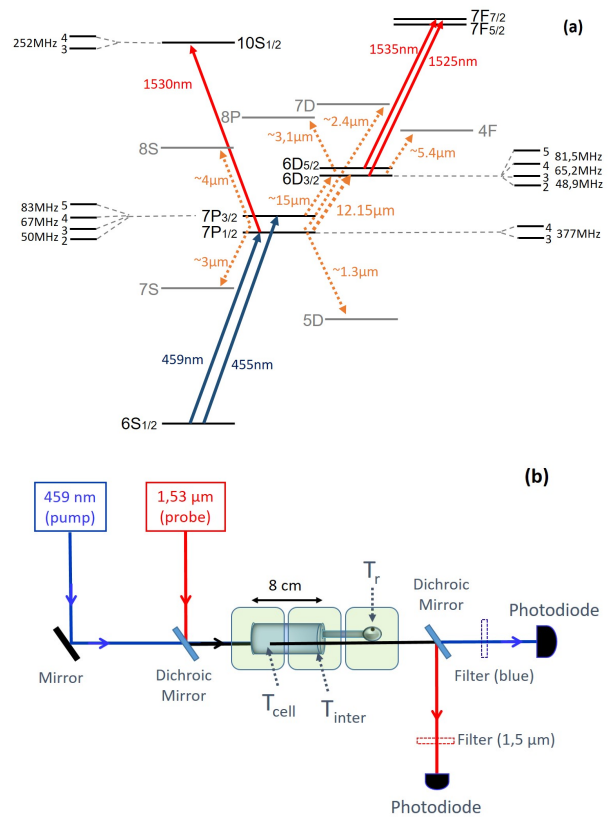 (a)
7F7/2
7F5/2
4
252MHz
3
10S1/2
1530nm
1535nm
1525nm
7D
8P
~2.4µm
~3,1µm
4F
8S
~5.4µm
6D5/2
6D3/2
5
81,5MHz
4
65,2MHz
3
48,9MHz
2
~4µm
83MHz
5
67MHz
4
50MHz
3
2
7P3/2
7P1/2
~15µm
12.15µm
4
377MHz
3
~3µm
~1.3µm
7S
5D
459nm
455nm
6S1/2
(b)
459 nm
(pump)
1,53 µm
(probe)
8 cm
Tr
Dichroic
Mirror
Photodiode
Mirror
Dichroic
Mirror
Tcell
Tinter
Filter (blue)
Filter (1,5 µm)
Photodiode